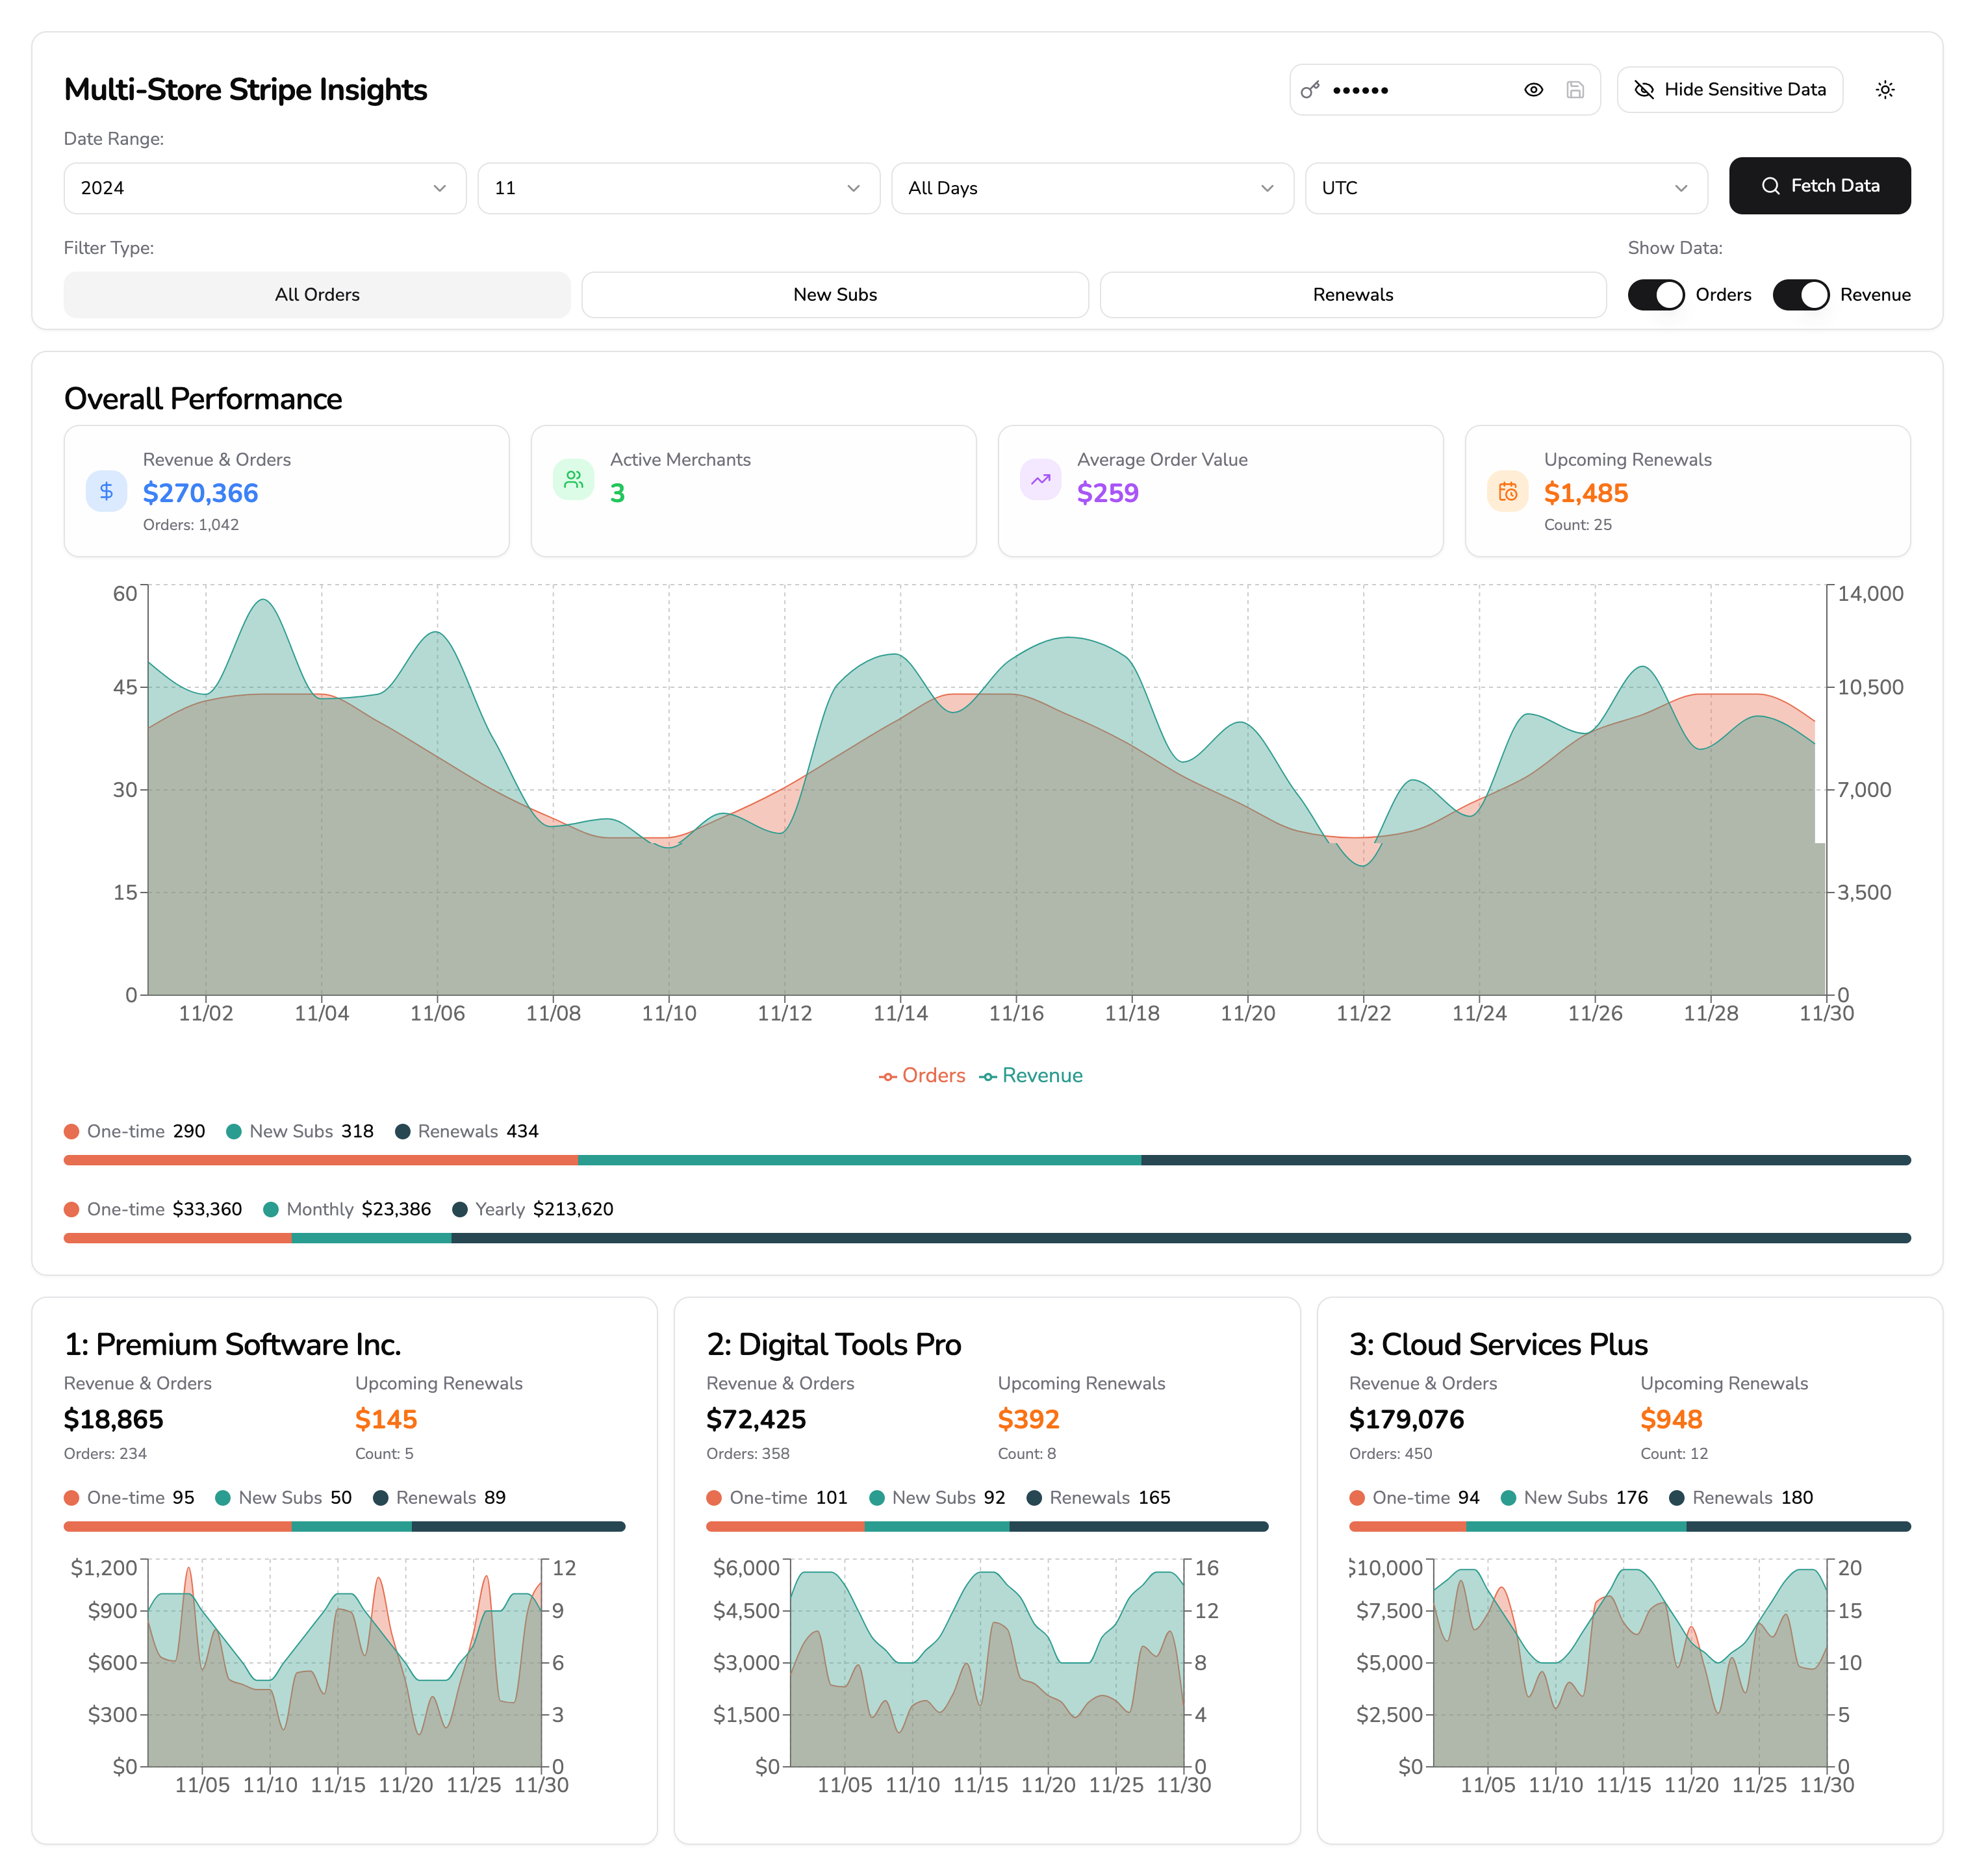 Multi-Store Stripe Insights
•••••• Hide Sensitive Data
Date Range:
2024 11 All Days UTC Fetch Data
Filter Type: Show Data:
All Orders New Subs Renewals Orders Revenue
Overall Performance
Revenue & Orders
$270,366
Orders: 1,042
Active Merchants
3
Average Order Value
$259
Upcoming Renewals
$1,485
Count: 25
60 14,000
45 10,500
30 7,000
15 3,500
0 0
11/02 11/04 11/06 11/08 11/10 11/12 11/14 11/16 11/18 11/20 11/22 11/24 11/26 11/28 11/30
Orders Revenue
One-time 290 New Subs 318 Renewals 434
One-time $33,360 Monthly $23,386 Yearly $213,620
1: Premium Software Inc.
Revenue & Orders Upcoming Renewals
$18,865 $145
Orders: 234 Count: 5
One-time 95 New Subs 50 Renewals 89
$1,200 12
$900 9
$600 6
$300 3
$0 0
11/05 11/10 11/15 11/20 11/25 11/30
2: Digital Tools Pro
Revenue & Orders Upcoming Renewals
$72,425 $392
Orders: 358 Count: 8
One-time 101 New Subs 92 Renewals 165
$6,000 16
$4,500 12
$3,000 8
$1,500 4
$0 0
11/05 11/10 11/15 11/20 11/25 11/30
3: Cloud Services Plus
Revenue & Orders Upcoming Renewals
$179,076 $948
Orders: 450 Count: 12
One-time 94 New Subs 176 Renewals 180
$10,000 20
$7,500 15
$5,000 10
$2,500 5
$0 0
11/05 11/10 11/15 11/20 11/25 11/30